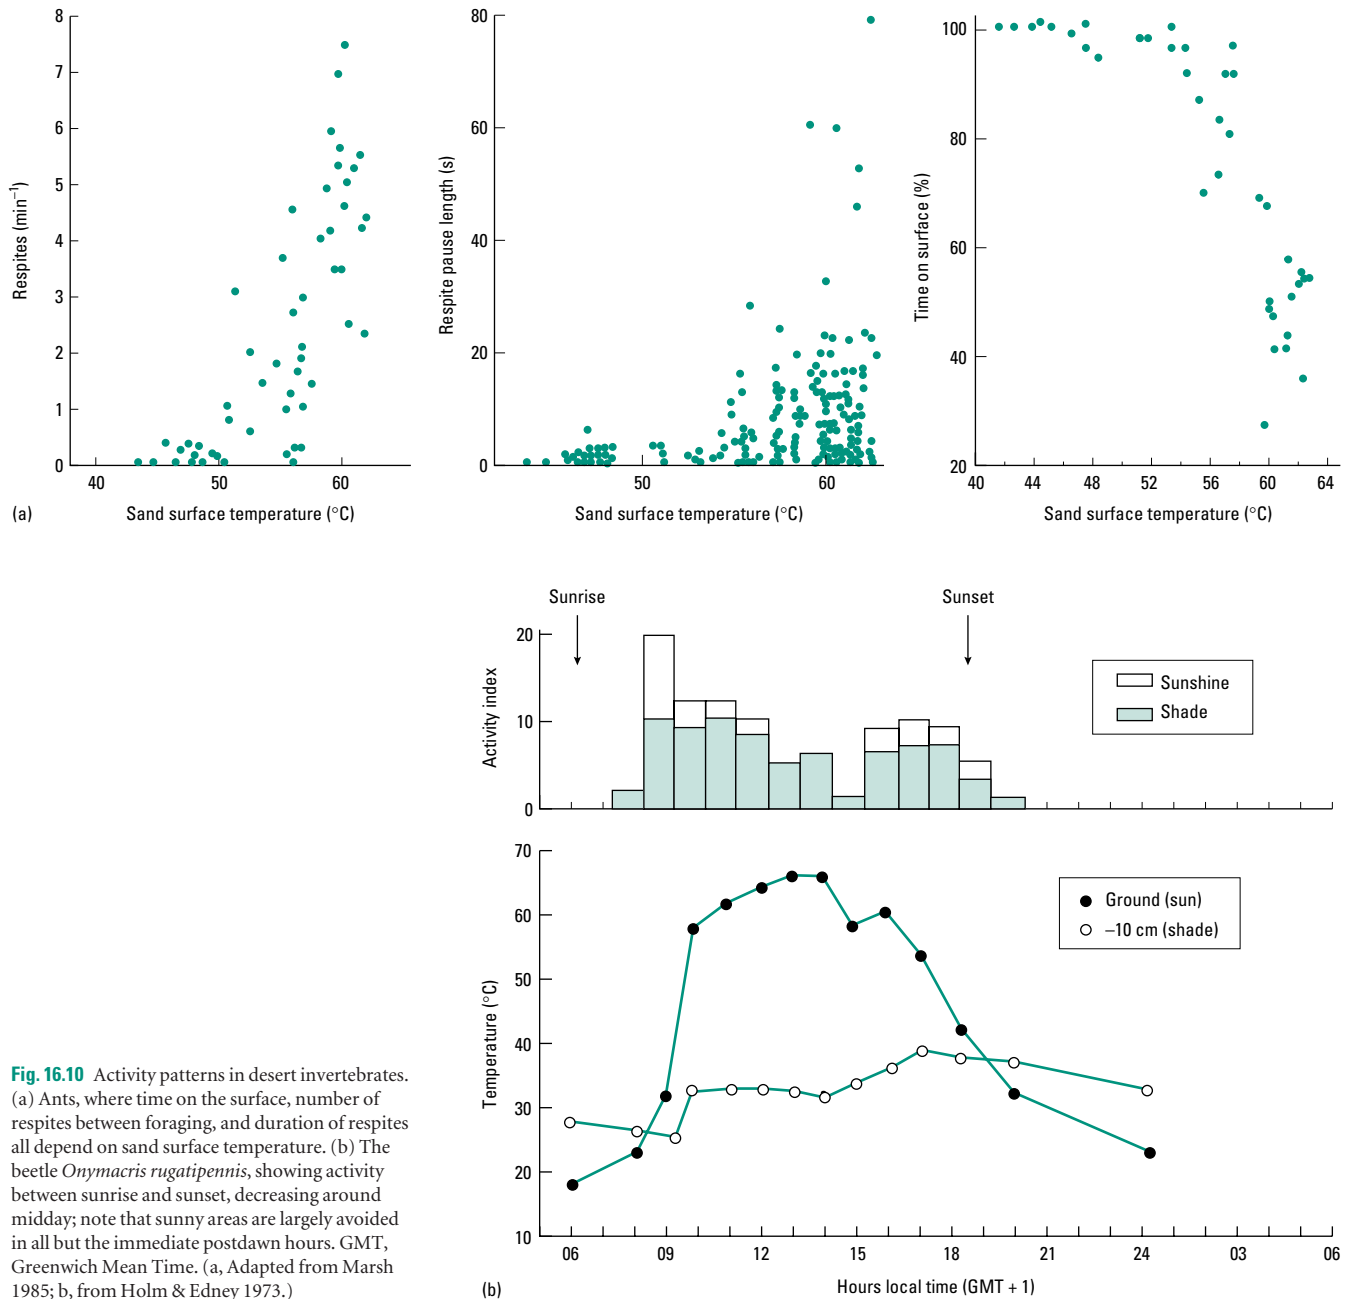 8
7
6
5
4
3
2
1
0
Respites (min⁻¹)
40
50
60
Sand surface temperature (°C)
(a)
80
60
40
20
0
Respite pause length (s)
50
60
Sand surface temperature (°C)
100
80
60
40
20
Time on surface (%)
40
44
48
52
56
60
64
Sand surface temperature (°C)
Sunrise
Sunset
20
10
0
Activity index
Sunshine
Shade
70
60
50
40
30
20
10
Temperature (°C)
Ground (sun)
–10 cm (shade)
06
09
12
15
18
21
24
03
06
Hours local time (GMT + 1)
(b)
Fig. 16.10 Activity patterns in desert invertebrates.
(a) Ants, where time on the surface, number of
respites between foraging, and duration of respites
all depend on sand surface temperature. (b) The
beetle Onymacris rugatipennis, showing activity
between sunrise and sunset, decreasing around
midday; note that sunny areas are largely avoided
in all but the immediate postdawn hours. GMT,
Greenwich Mean Time. (a, Adapted from Marsh
1985; b, from Holm & Edney 1973.)